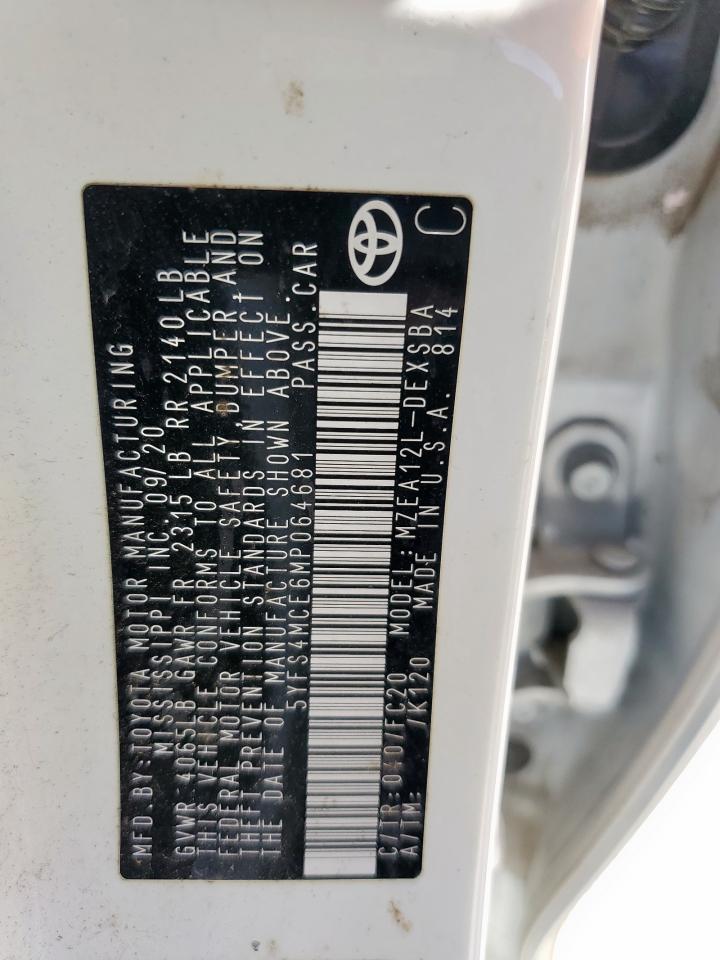 MFD.BY:TOYOTA MOTOR MANUFACTURING
MISSISSIPPI INC. 09/20
GVWR 4065LB GAWR FR 2315 LB RR 2140LB
THIS VEHICLE CONFORMS TO ALL APPLICABLE
FEDERAL MOTOR VEHICLE SAFETY BUMPER AND
THEFT PREVENTION STANDARDS IN EFFECT ON
THE DATE OF MANUFACTURE SHOWN ABOVE.
5YFS4MCE6MP064681 PASS.CAR
C/TR:040/FC20 MODEL:MZEA12L-DEXSBA
A/TM: /K120 MADE IN U.S.A. 814
C